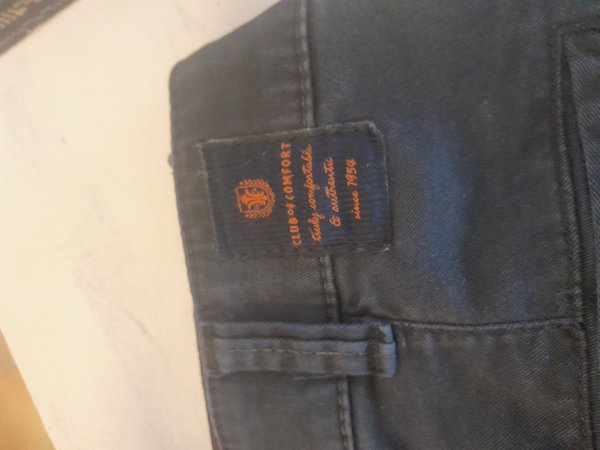 CLUB OF COMFORT
truly comfortable
& authentic
since 1954